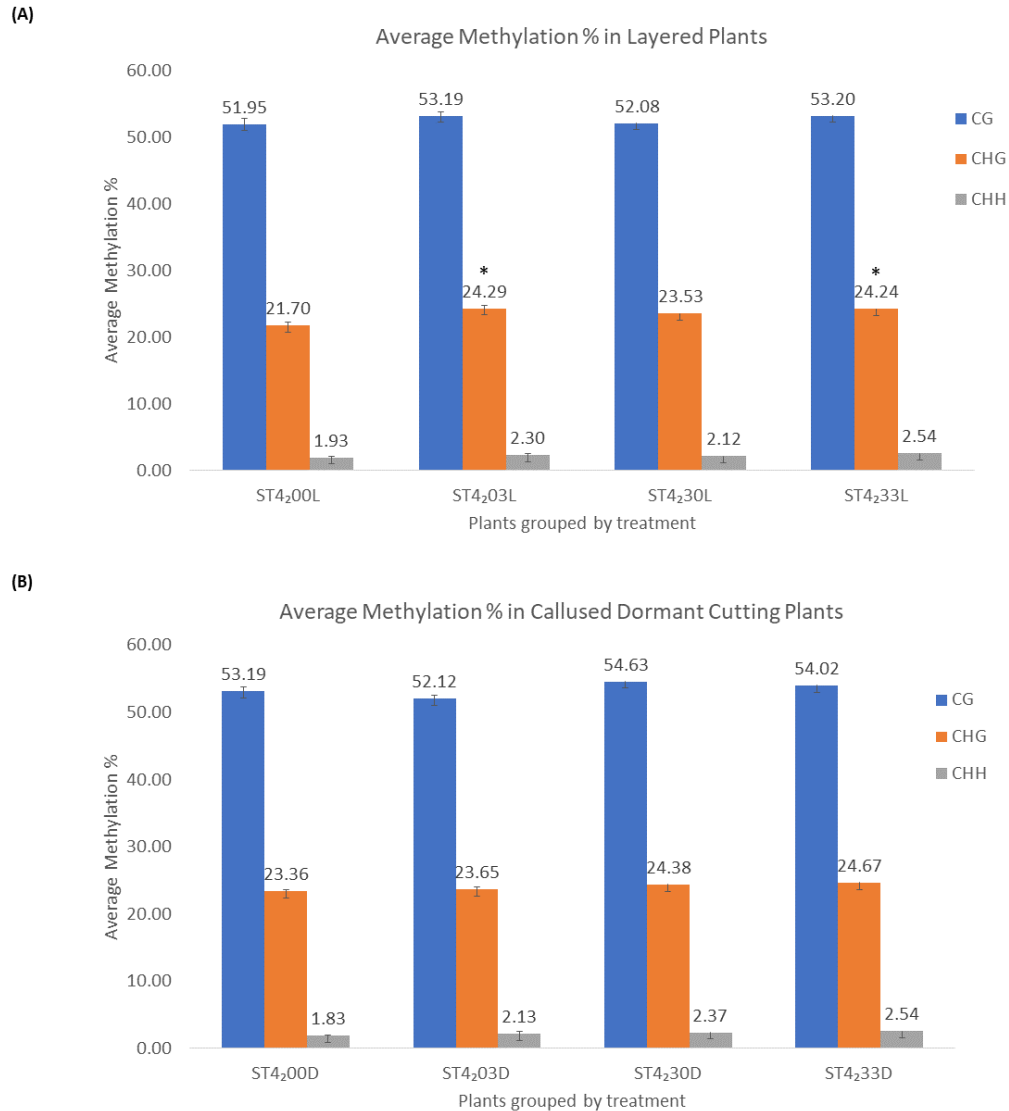 (A)
Average Methylation % in Layered Plants
Average Methylation %
60.00
50.00
40.00
30.00
20.00
10.00
0.00
51.95
53.19
52.08
53.20
*
*
21.70
24.29
23.53
24.24
1.93
2.30
2.12
2.54
CG
CHG
CHH
ST4₂00L
ST4₂03L
ST4₂30L
ST4₂33L
Plants grouped by treatment
(B)
Average Methylation % in Callused Dormant Cutting Plants
Average Methylation %
60.00
50.00
40.00
30.00
20.00
10.00
0.00
53.19
52.12
54.63
54.02
23.36
23.65
24.38
24.67
1.83
2.13
2.37
2.54
CG
CHG
CHH
ST4₂00D
ST4₂03D
ST4₂30D
ST4₂33D
Plants grouped by treatment